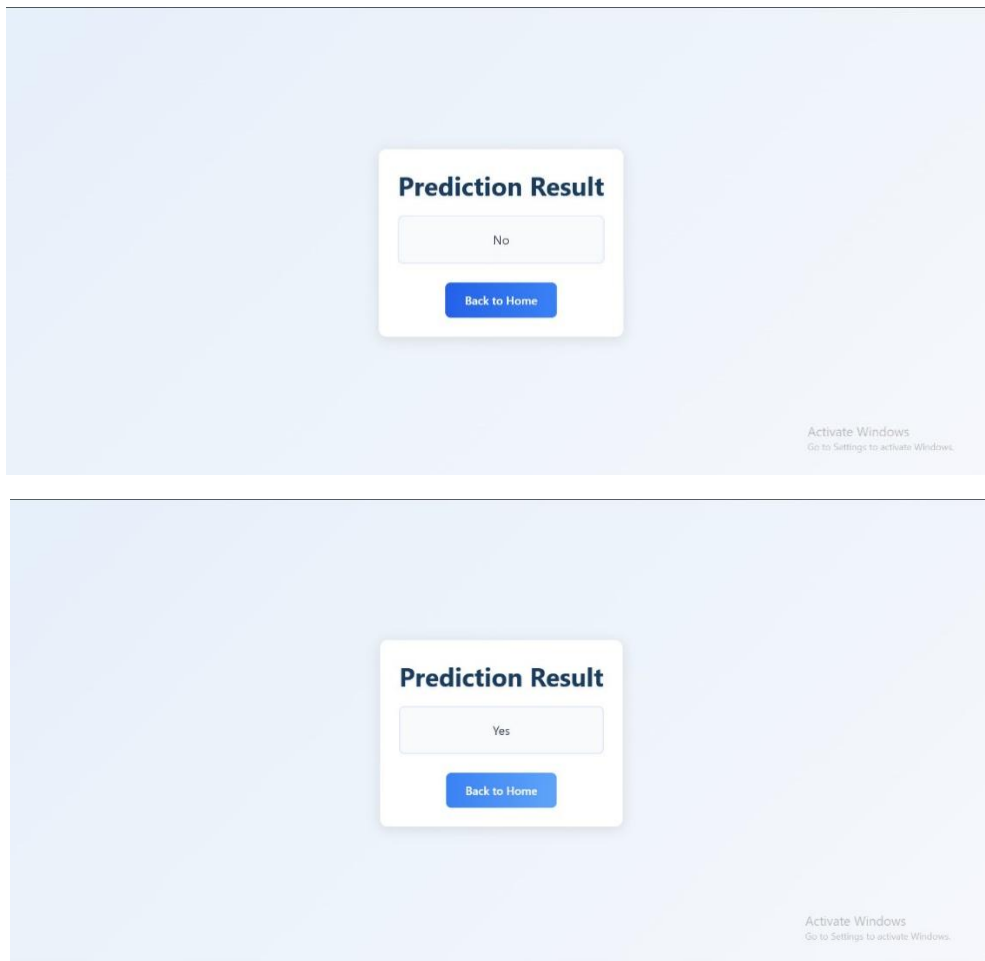 Prediction Result
No
Back to Home
Activate Windows
Go to Settings to activate Windows.
Prediction Result
Yes
Back to Home
Activate Windows
Go to Settings to activate Windows.